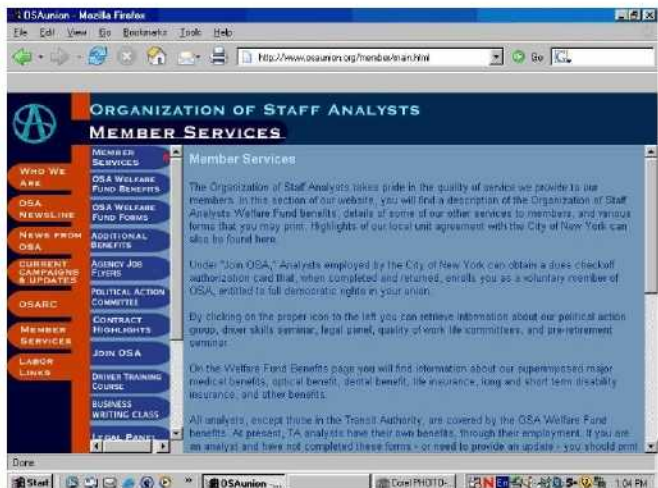 OSAunion - Mozilla Firefox
File Edit View Go Bookmarks Tools Help
http://www.osaunion.org/member/main.html
Go
ORGANIZATION OF STAFF ANALYSTS
MEMBER SERVICES
WHO WE
ARE
OSA
NEWSLINE
NEWS FROM
OSA
CURRENT
CAMPAIGNS
& UPDATES
OSARC
MEMBER
SERVICES
LABOR
LINKS
MEMBER
SERVICES
OSA WELFARE
FUND BENEFITS
OSA WELFARE
FUND FORMS
ADDITIONAL
BENEFITS
AGENCY JOB
FLYERS
POLITICAL ACTION
COMMITTEE
CONTRACT
HIGHLIGHTS
JOIN OSA
DRIVER TRAINING
COURSE
BUSINESS
WRITING CLASS
LEGAL PANEL
Member Services
The Organization of Staff Analysts takes pride in the quality of service we provide to our
members. In this section of our website, you will find a description of the Organization of Staff
Analysts Welfare Fund benefits, details of some of our other services to members, and various
forms that you may print. Highlights of our local unit agreement with the City of New York can
also be found here.
Under "Join OSA," Analysts employed by the City of New York can obtain a dues checkoff
authorization card that, when completed and returned, enrolls you as a voluntary member of
OSA, entitled to full democratic rights in your union.
By clicking on the proper icon to the left you can retrieve information about our political action
group, driver skills seminar, legal panel, quality of work life committees, and pre-retirement
seminar.
On the Welfare Fund Benefits page you will find information about our superimposed major
medical benefits, optical benefit, dental benefit, life insurance, long and short term disability
insurance, and other benefits.
All analysts, except those in the Transit Authority, are covered by the OSA Welfare Fund
benefits. At present, TA analysts have their own benefits, through their employment. If you are
an analyst and have not completed these forms - or need to provide an update - you should print
Done
Start
OSAunion - ...
Corel PHOTO-...
1:04 PM